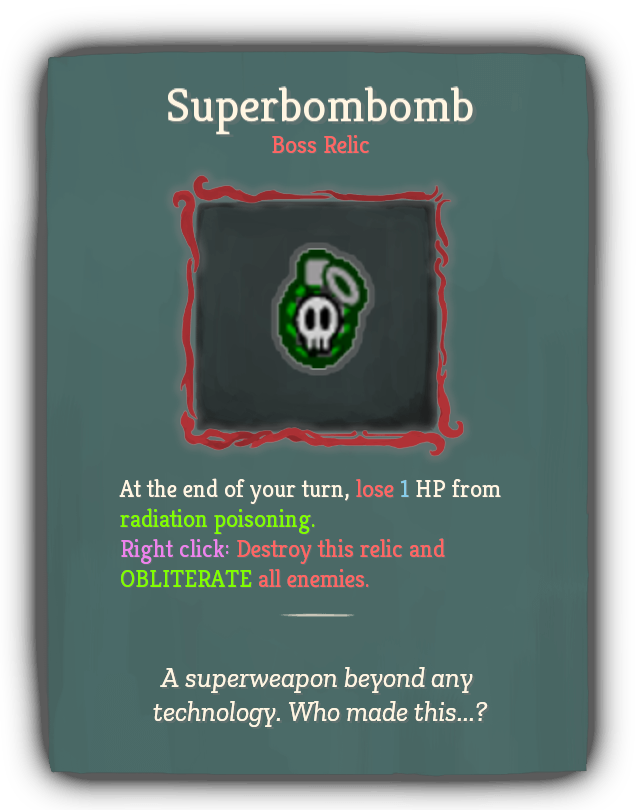 Superbombomb
Boss Relic
At the end of your turn, lose 1 HP from
radiation poisoning.
Right click: Destroy this relic and
OBLITERATE all enemies.
A superweapon beyond any
technology. Who made this...?